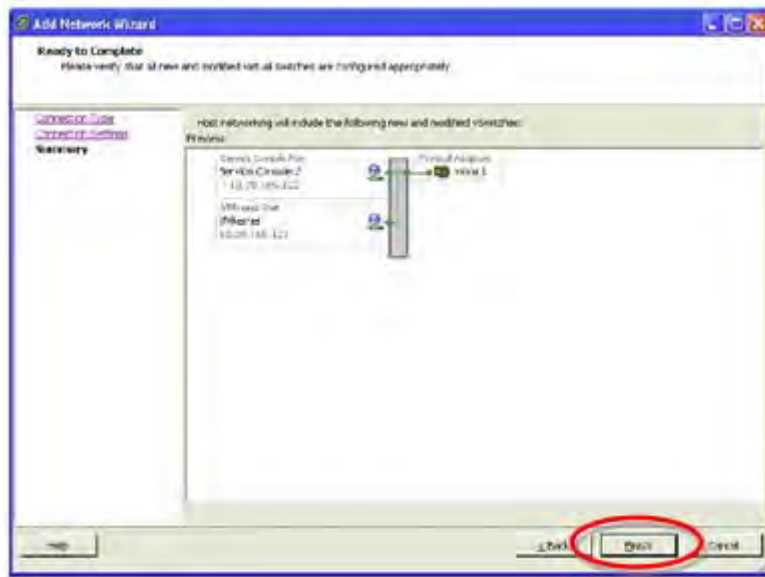 Add Network Wizard
Ready to Complete
Please verify that all new and modified virtual switches are configured appropriately.
Connection Type
Connection Settings
Summary
Host networking will include the following new and modified vSwitches:
Preview:
Service Console Port
Service Console 2
VMkernel Port
VMkernel
Physical Adapters
Help
< Back
Finish
Cancel